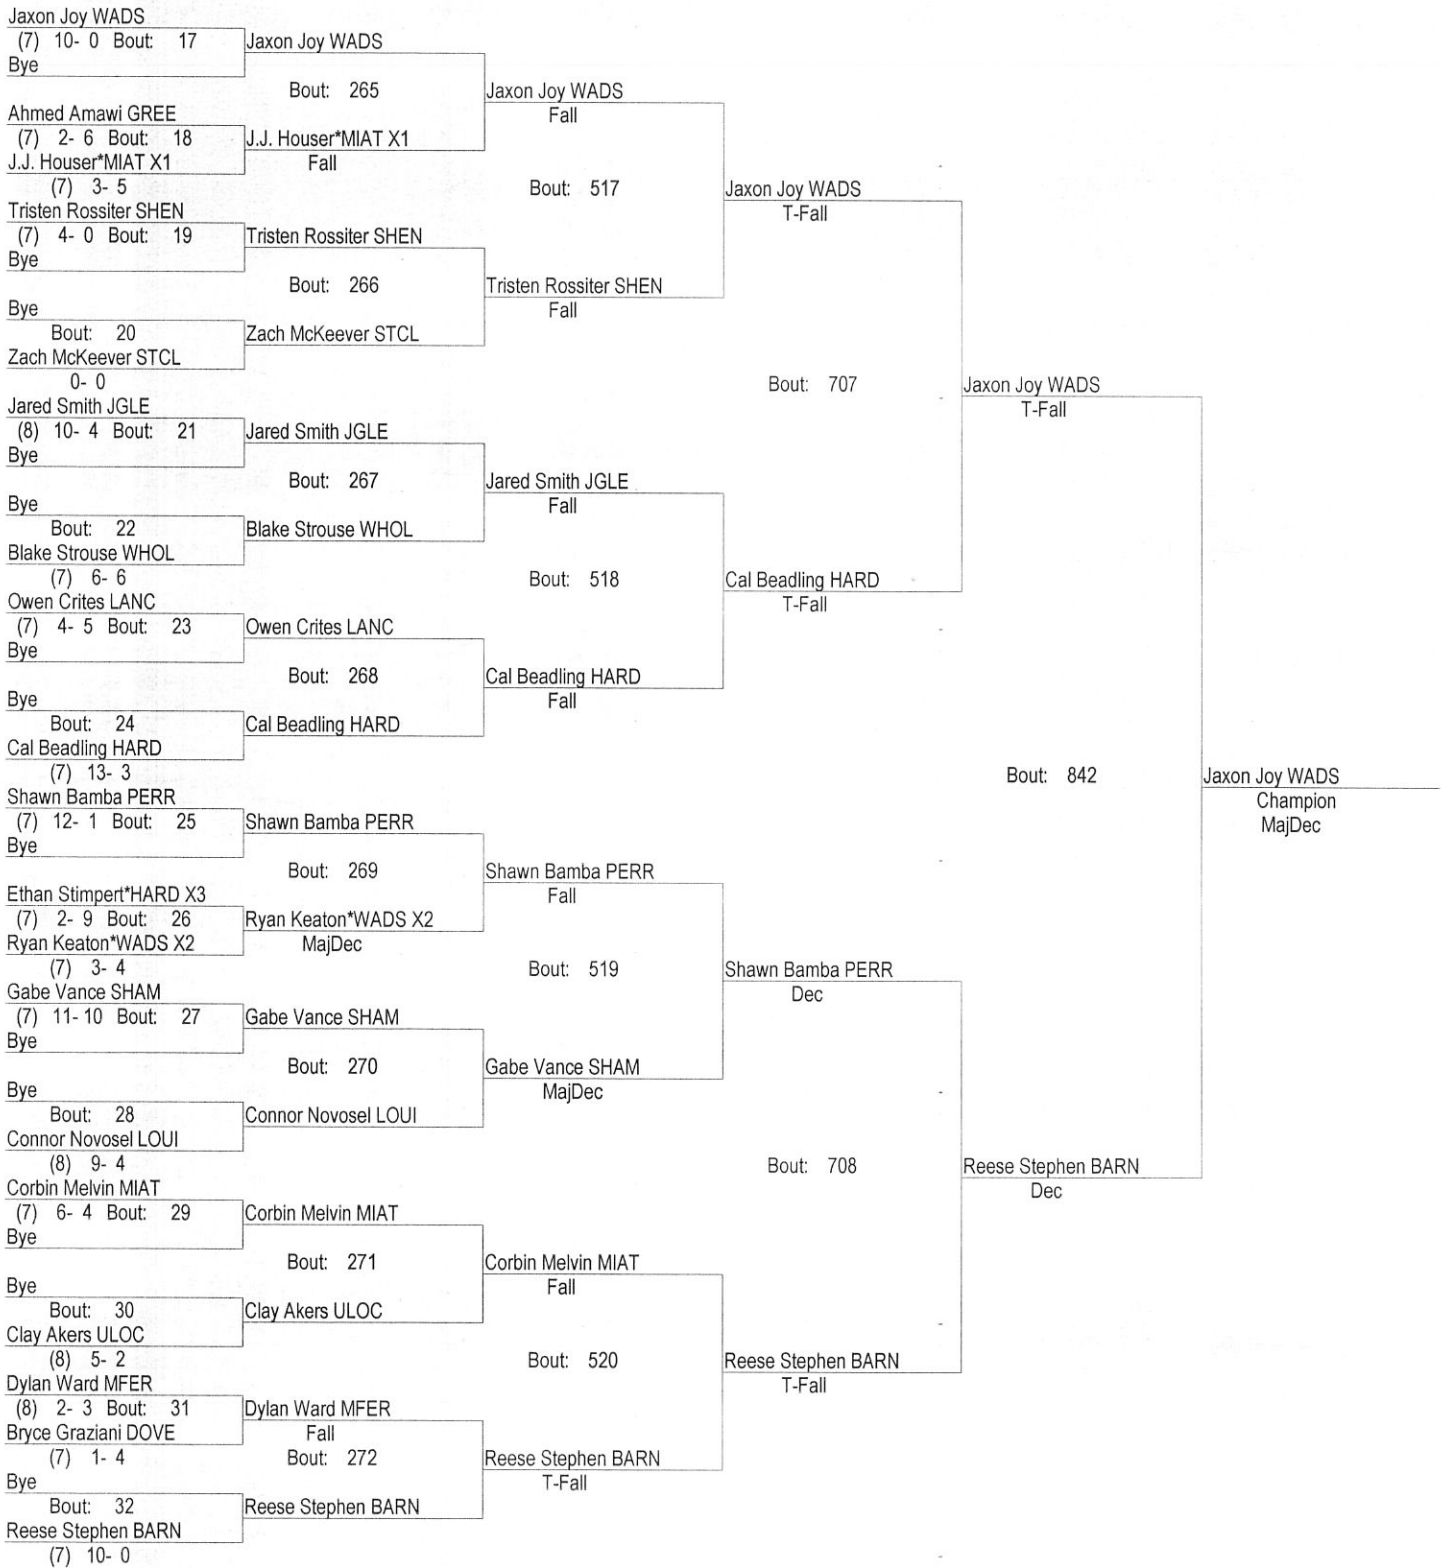 Jaxon Joy WADS
(7) 10- 0 Bout: 17
Bye
Ahmed Amawi GREE
(7) 2- 6 Bout: 18
J.J. Houser*MIAT X1
(7) 3- 5
Tristen Rossiter SHEN
(7) 4- 0 Bout: 19
Bye
Bye
Bout: 20
Zach McKeever STCL
0- 0
Jared Smith JGLE
(8) 10- 4 Bout: 21
Bye
Bye
Bout: 22
Blake Strouse WHOL
(7) 6- 6
Owen Crites LANC
(7) 4- 5 Bout: 23
Bye
Bye
Bout: 24
Cal Beadling HARD
(7) 13- 3
Shawn Bamba PERR
(7) 12- 1 Bout: 25
Bye
Ethan Stimpert*HARD X3
(7) 2- 9 Bout: 26
Ryan Keaton*WADS X2
(7) 3- 4
Gabe Vance SHAM
(7) 11- 10 Bout: 27
Bye
Bye
Bout: 28
Connor Novosel LOUI
(8) 9- 4
Corbin Melvin MIAT
(7) 6- 4 Bout: 29
Bye
Bye
Bout: 30
Clay Akers ULOC
(8) 5- 2
Dylan Ward MFER
(8) 2- 3 Bout: 31
Bryce Graziani DOVE
(7) 1- 4
Bye
Bout: 32
Reese Stephen BARN
(7) 10- 0
Jaxon Joy WADS
Bout: 265
J.J. Houser*MIAT X1
Fall
Tristen Rossiter SHEN
Bout: 266
Zach McKeever STCL
Jared Smith JGLE
Bout: 267
Blake Strouse WHOL
Owen Crites LANC
Bout: 268
Cal Beadling HARD
Shawn Bamba PERR
Bout: 269
Ryan Keaton*WADS X2
MajDec
Gabe Vance SHAM
Bout: 270
Connor Novosel LOUI
Corbin Melvin MIAT
Bout: 271
Clay Akers ULOC
Dylan Ward MFER
Fall
Bout: 272
Reese Stephen BARN
Jaxon Joy WADS
Fall
Bout: 517
Tristen Rossiter SHEN
Fall
Jared Smith JGLE
Fall
Bout: 518
Cal Beadling HARD
Fall
Shawn Bamba PERR
Fall
Bout: 519
Gabe Vance SHAM
MajDec
Corbin Melvin MIAT
Fall
Bout: 520
Reese Stephen BARN
T-Fall
Jaxon Joy WADS
T-Fall
Bout: 707
Cal Beadling HARD
T-Fall
Shawn Bamba PERR
Dec
Bout: 708
Reese Stephen BARN
T-Fall
Jaxon Joy WADS
T-Fall
Bout: 842
Reese Stephen BARN
Dec
Jaxon Joy WADS
Champion
MajDec